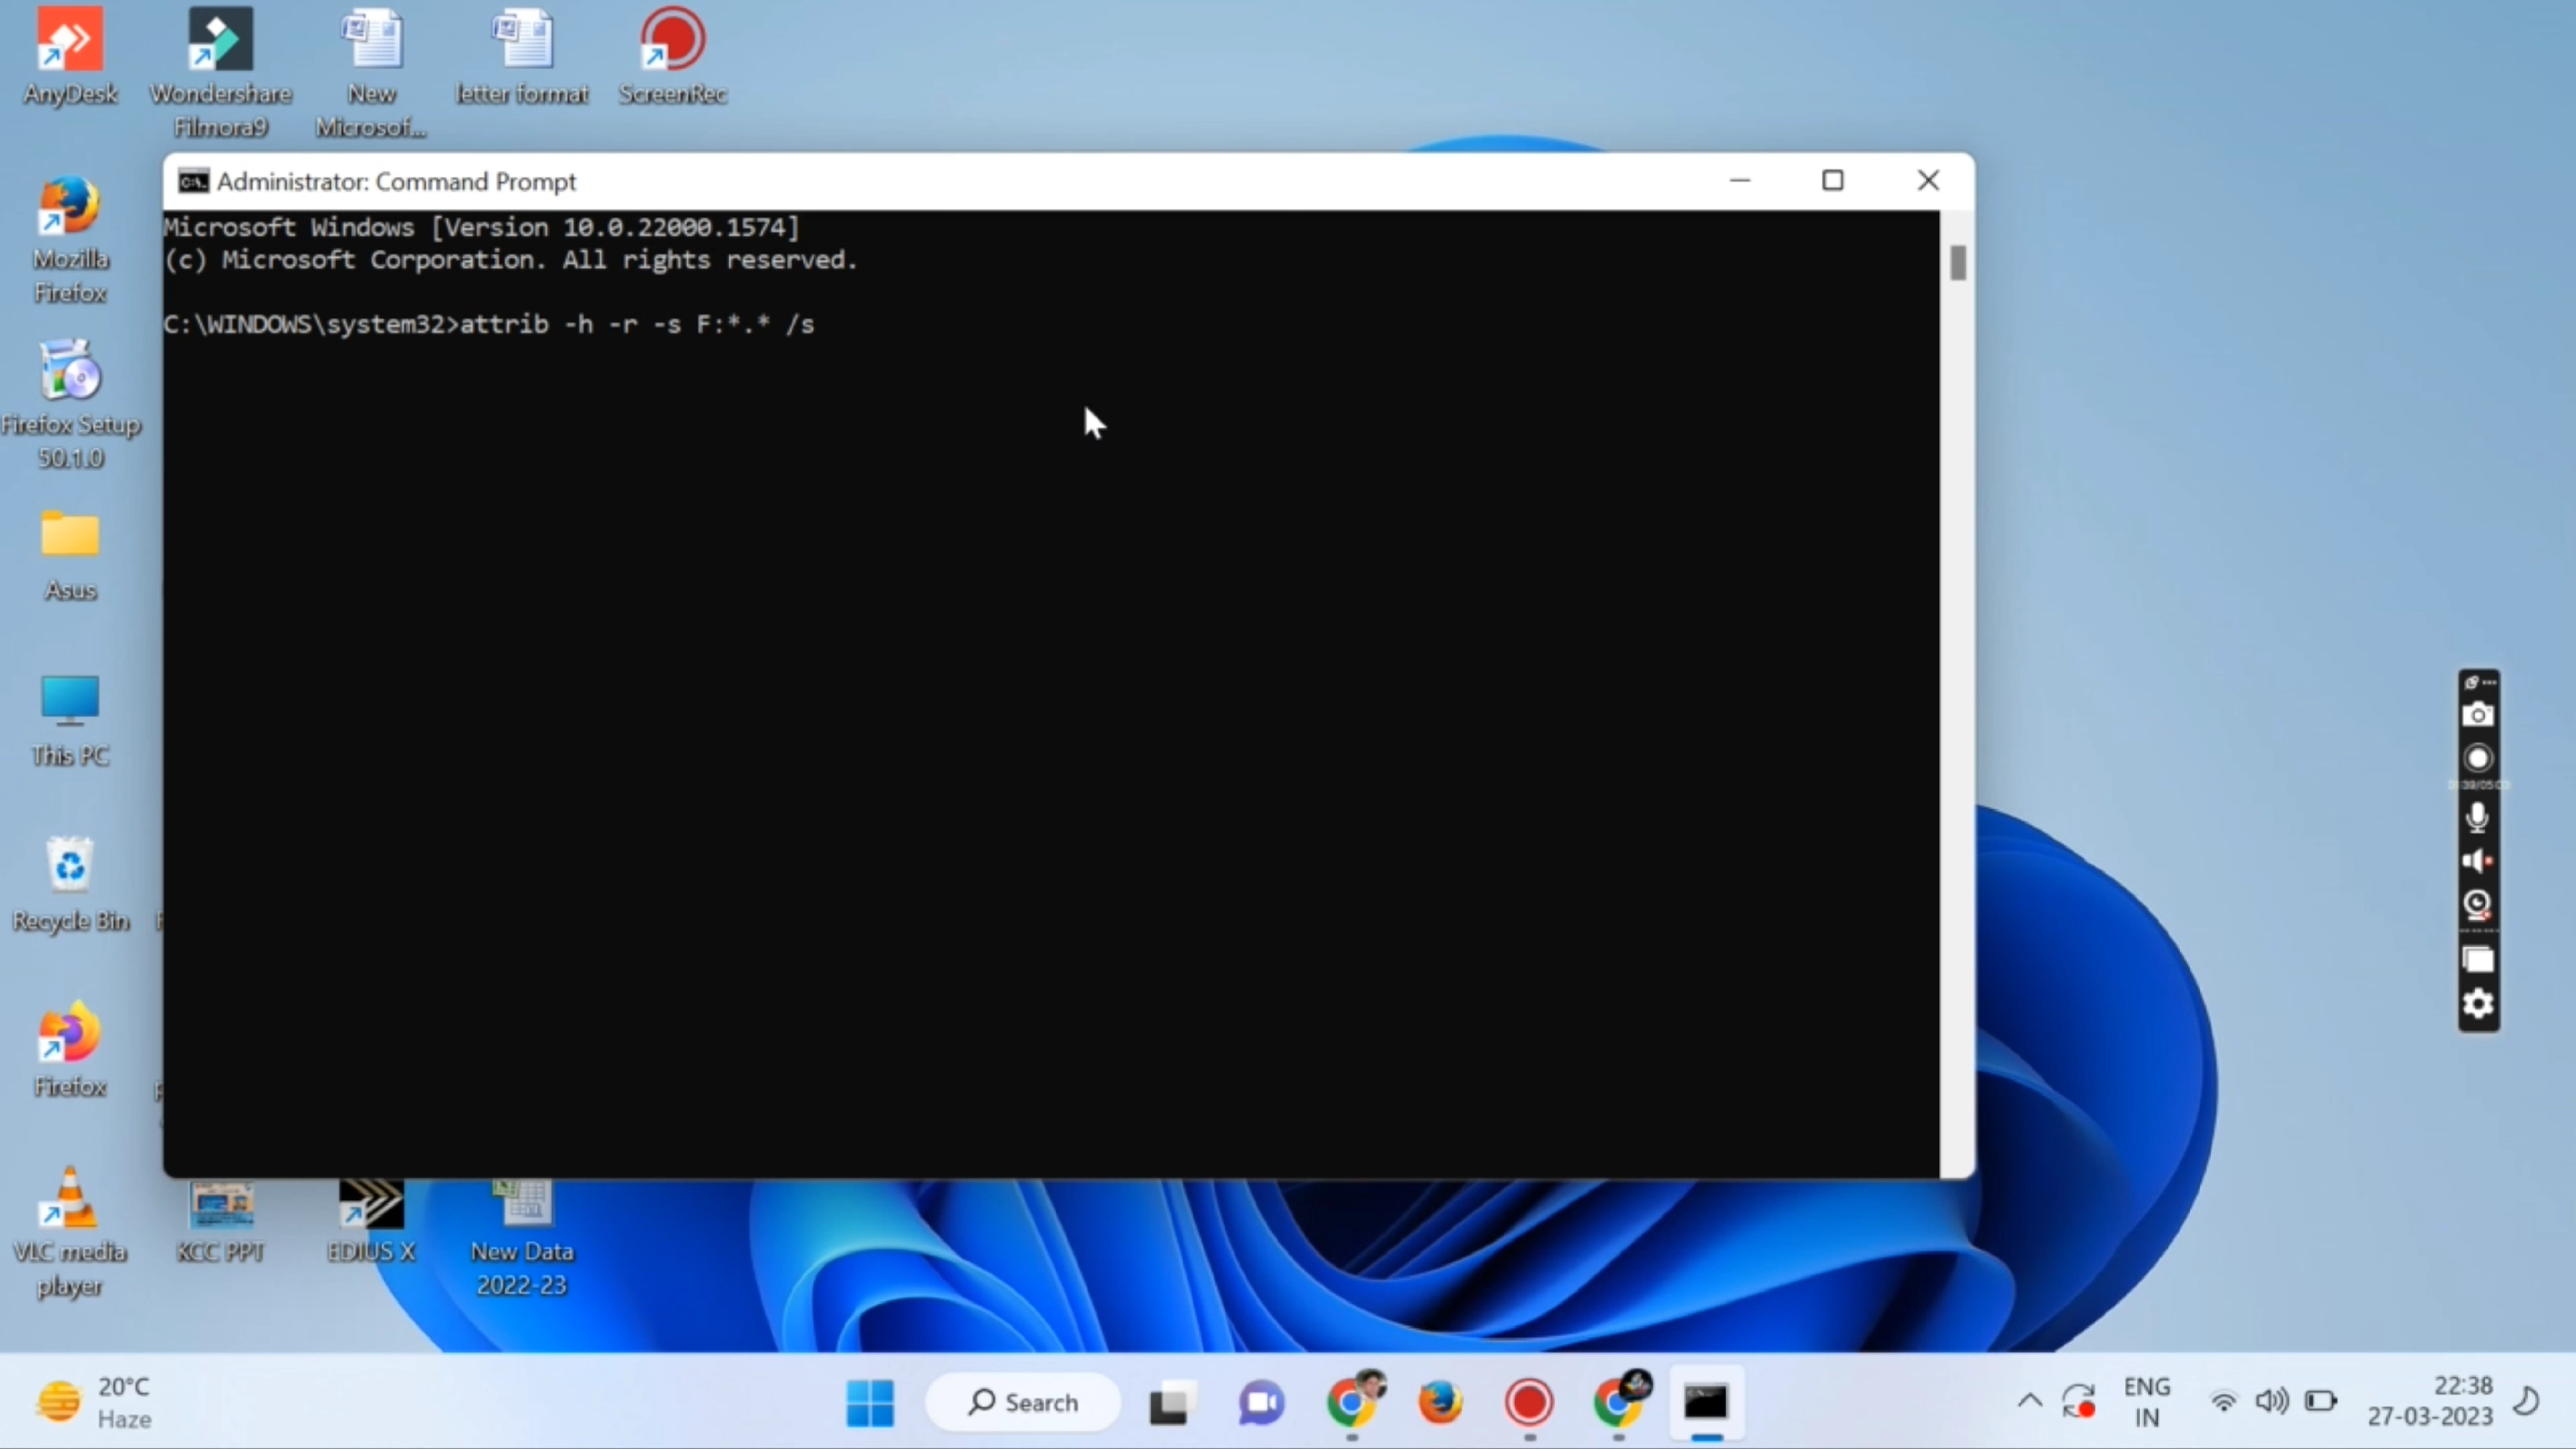 AnyDesk
Wondershare
Filmora9
New
Microsof...
letter format
ScreenRec
Mozilla
Firefox
Firefox Setup
50.1.0
Asus
This PC
Recycle Bin
Firefox
VLC media
player
KCC PPT
EDIUS X
New Data
2022-23
Administrator: Command Prompt
Microsoft Windows [Version 10.0.22000.1574]
(c) Microsoft Corporation. All rights reserved.
C:\WINDOWS\system32>attrib -h -r -s F:*.* /s
20°C
Haze
Search
ENG
IN
22:38
27-03-2023